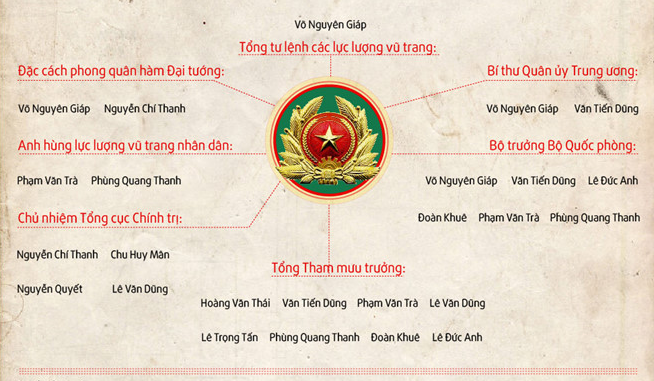 Võ Nguyên Giáp
Tổng tư lệnh các lực lượng vũ trang:
Đặc cách phong quân hàm Đại tướng:
Võ Nguyên Giáp Nguyễn Chí Thanh
Anh hùng lực lượng vũ trang nhân dân:
Phạm Văn Trà Phùng Quang Thanh
Chủ nhiệm Tổng cục Chính trị:
Nguyễn Chí Thanh Chu Huy Mân
Nguyễn Quyết Lê Văn Dũng
Bí thư Quân ủy Trung ương:
Võ Nguyên Giáp Văn Tiến Dũng
Bộ trưởng Bộ Quốc phòng:
Võ Nguyên Giáp Văn Tiến Dũng Lê Đức Anh
Đoàn Khuê Phạm Văn Trà Phùng Quang Thanh
Tổng Tham mưu trưởng:
Hoàng Văn Thái Văn Tiến Dũng Phạm Văn Trà Lê Văn Dũng
Lê Trọng Tấn Phùng Quang Thanh Đoàn Khuê Lê Đức Anh